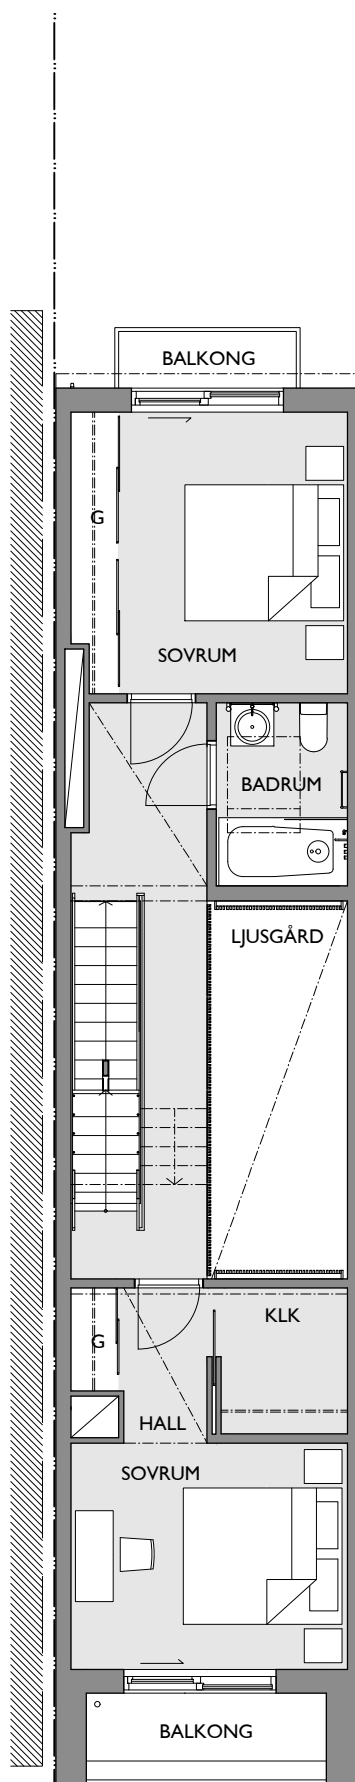 BALKONG
G
SOVRUM
BADRUM
LJUSGÅRD
KLK
G
HALL
SOVRUM
BALKONG